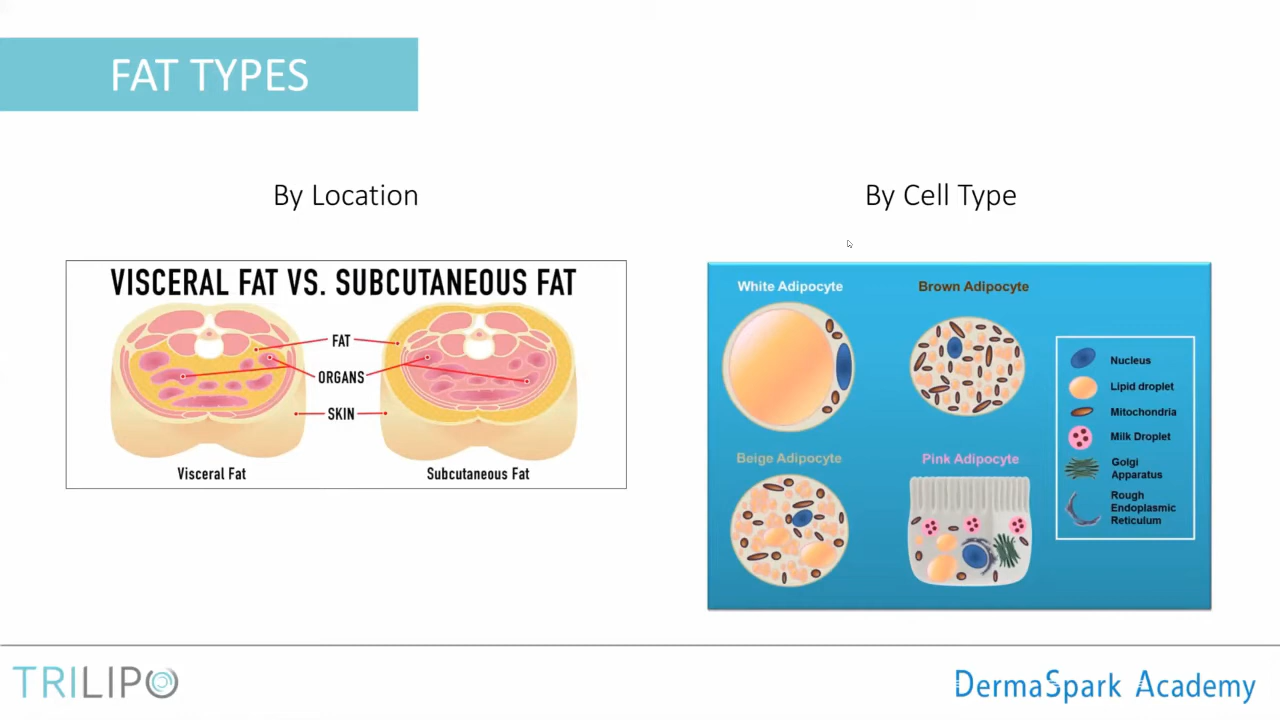 FAT TYPES
By Location
VISCERAL FAT VS. SUBCUTANEOUS FAT
FAT
ORGANS
SKIN
Visceral Fat
Subcutaneous Fat
By Cell Type
White Adipocyte
Brown Adipocyte
Beige Adipocyte
Pink Adipocyte
Nucleus
Lipid droplet
Mitochondria
Milk Droplet
Golgi
Apparatus
Rough
Endoplasmic
Reticulum
TRILIPO
DermaSpark Academy